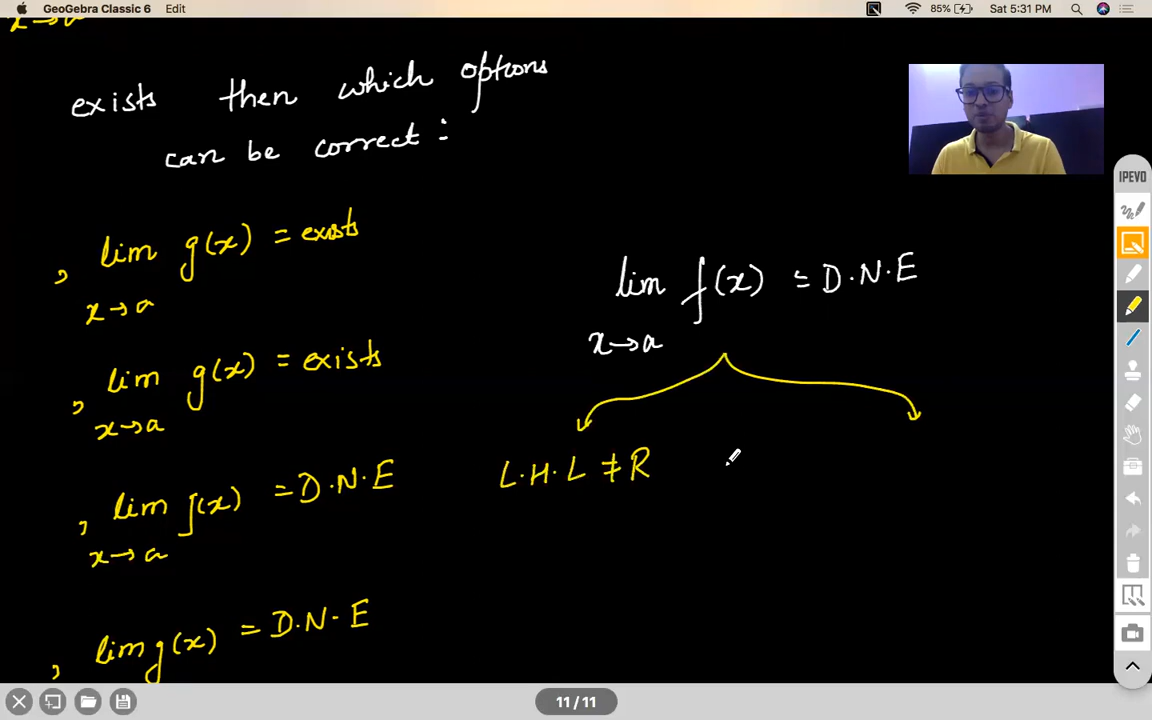 GeoGebra Classic 6 Edit 85% Sat 5:31 PM
x→a
exists then which options
can be correct :
IPEVO
, lim g(x) = exists
x→a
, lim g(x) = exists
x→a
, lim f(x) = D.N.E
x→a
, lim g(x) = D.N.E
lim f(x) = D.N.E
x→a
L.H.L ≠ R
11/11